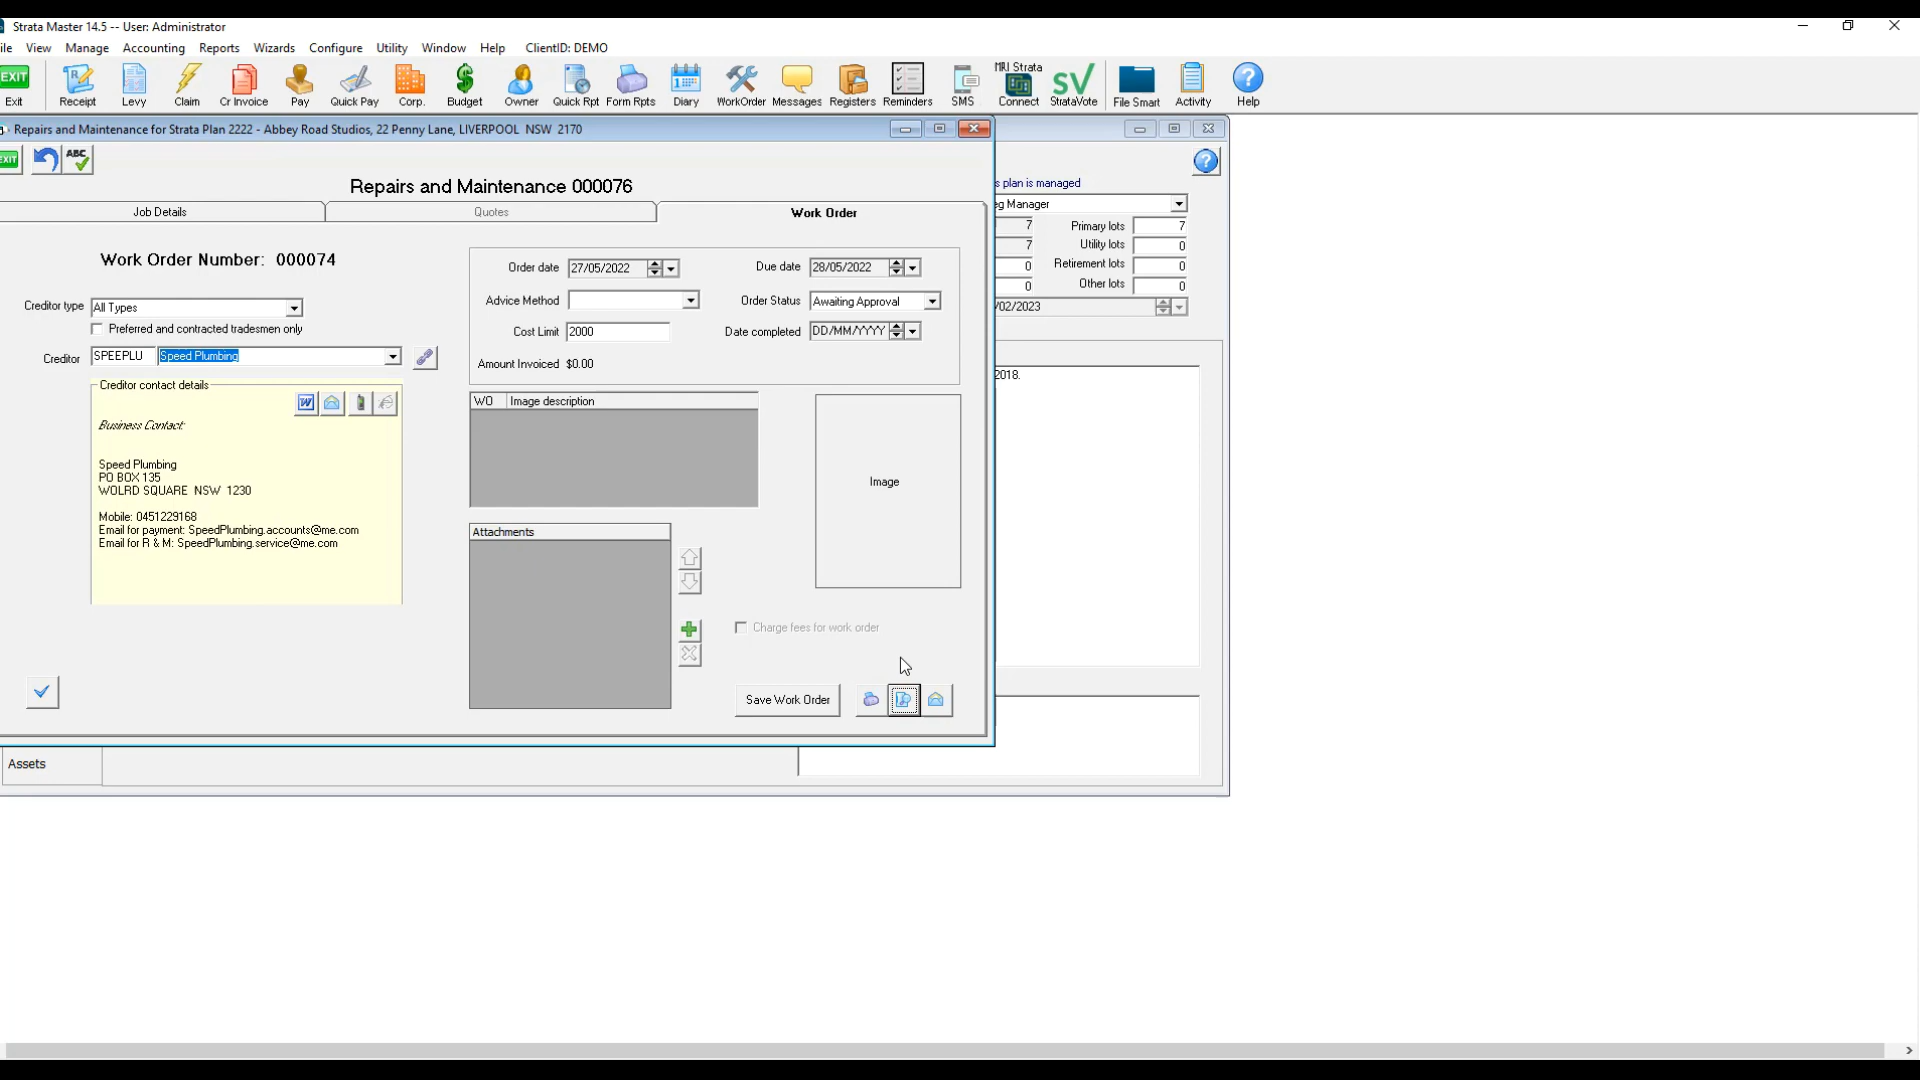 Strata Master 14.5 -- User: Administrator
ile View Manage Accounting Reports Wizards Configure Utility Window Help ClientID: DEMO
EXIT MRI Strata
Exit Receipt Levy Claim Cr Invoice Pay Quick Pay Corp. Budget Owner Quick Rpt Form Rpts Diary WorkOrder Messages Registers Reminders SMS Connect StrataVote File Smart Activity Help
Repairs and Maintenance for Strata Plan 2222 - Abbey Road Studios, 22 Penny Lane, LIVERPOOL NSW 2170
EXIT ABC
s plan is managed
Repairs and Maintenance 000076
eg Manager
Job Details Quotes Work Order
7 Primary lots 7
7 Utility lots 0
0 Retirement lots 0
0 Other lots 0
/02/2023
2018.
Work Order Number: 000074
Creditor type All Types
Preferred and contracted tradesmen only
Creditor SPEEPLU Speed Plumbing
Creditor contact details
Business Contact:
Speed Plumbing
PO BOX 135
WOLRD SQUARE NSW 1230
Mobile: 0451229168
Email for payment: SpeedPlumbing.accounts@me.com
Email for R & M: SpeedPlumbing.service@me.com
Order date 27/05/2022 Due date 28/05/2022
Advice Method Order Status Awaiting Approval
Cost Limit 2000 Date completed DD/MM/YYYY
Amount Invoiced $0.00
WO Image description
Image
Attachments
Charge fees for work order
Save Work Order
Assets